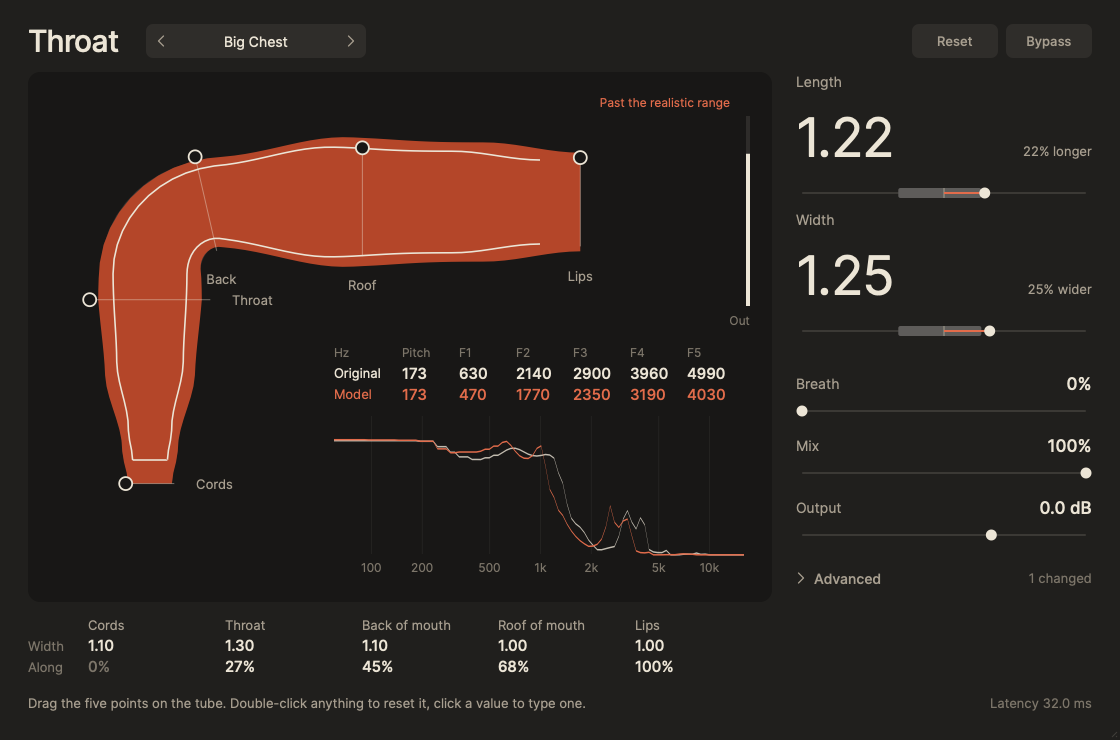 Throat
Big Chest
Reset
Bypass
Past the realistic range
Length
1.22
22% longer
Width
1.25
25% wider
Back
Throat
Roof
Lips
Out
Cords
Hz Pitch F1 F2 F3 F4 F5
Original 173 630 2140 2900 3960 4990
Model 173 470 1770 2350 3190 4030
100 200 500 1k 2k 5k 10k
Breath 0%
Mix 100%
Output 0.0 dB
Advanced 1 changed
Cords Throat Back of mouth Roof of mouth Lips
Width 1.10 1.30 1.10 1.00 1.00
Along 0% 27% 45% 68% 100%
Drag the five points on the tube. Double-click anything to reset it, click a value to type one.
Latency 32.0 ms